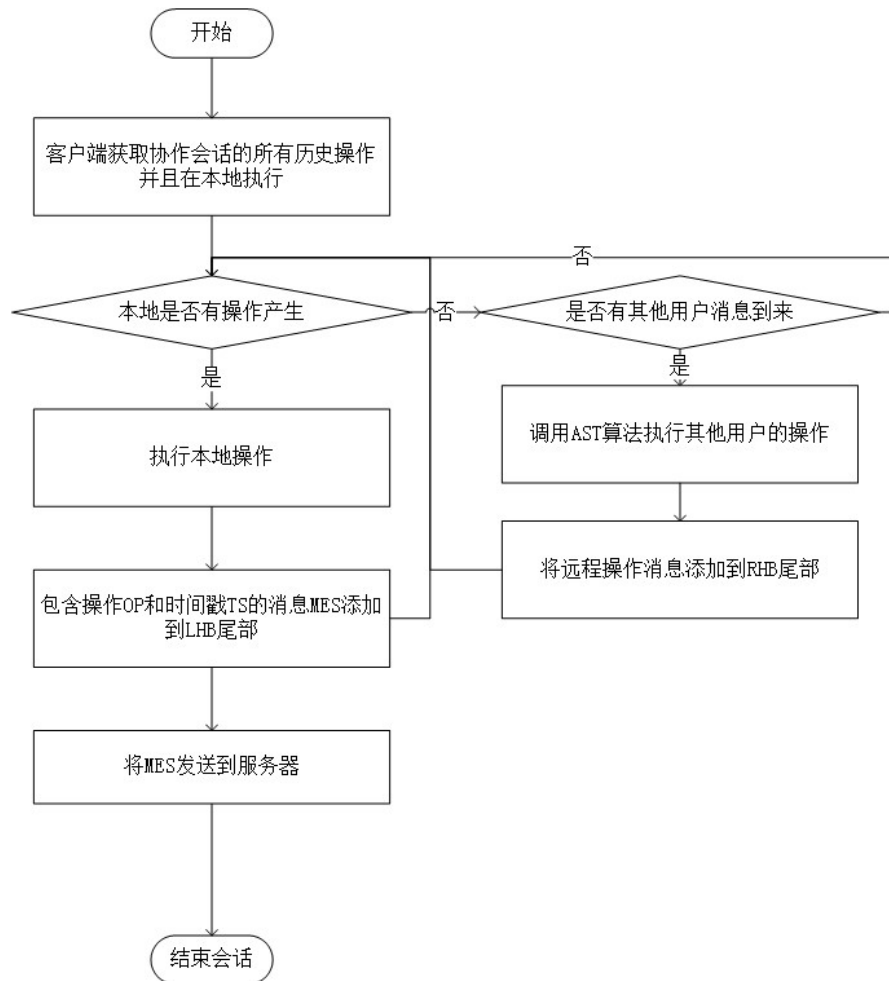 开始
客户端获取协作会话的所有历史操作
并且在本地执行
否
本地是否有操作产生
否
是否有其他用户消息到来
是
是
执行本地操作
调用AST算法执行其他用户的操作
包含操作OP和时间戳TS的消息MES添加
到LHB尾部
将远程操作消息添加到RHB尾部
将MES发送到服务器
结束会话